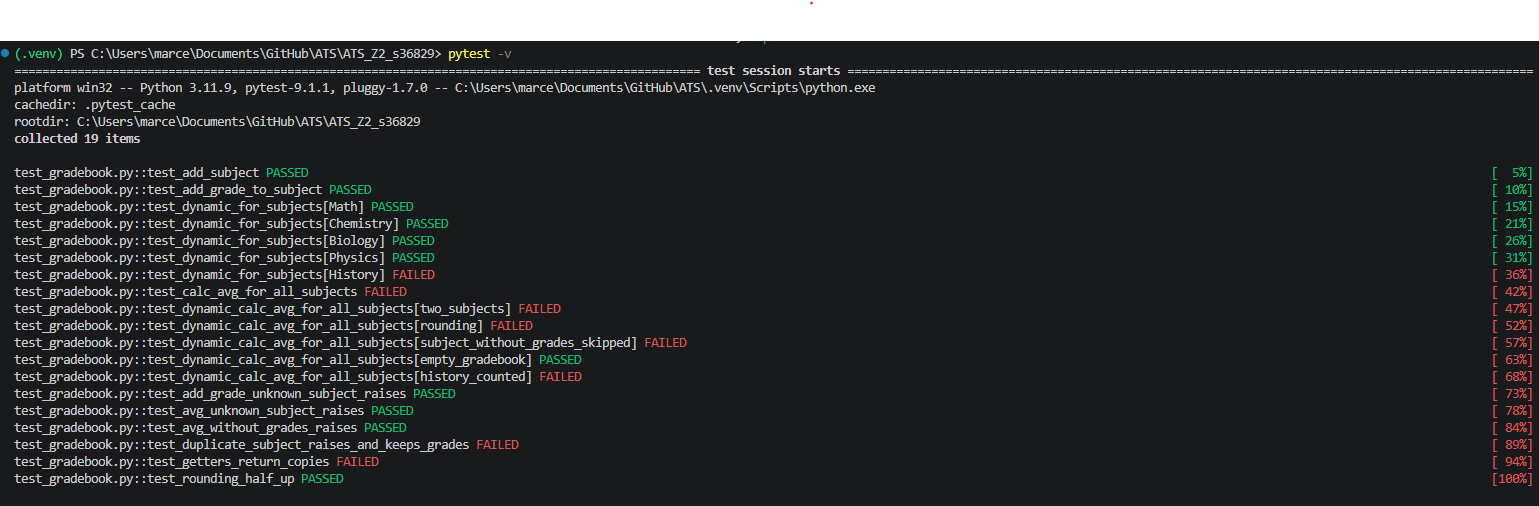 (.venv) PS C:\Users\marce\Documents\GitHub\ATS\ATS_Z2_s36829> pytest -v
============================== test session starts ==============================
platform win32 -- Python 3.11.9, pytest-9.1.1, pluggy-1.7.0 -- C:\Users\marce\Documents\GitHub\ATS\.venv\Scripts\python.exe
cachedir: .pytest_cache
rootdir: C:\Users\marce\Documents\GitHub\ATS\ATS_Z2_s36829
collected 19 items
test_gradebook.py::test_add_subject PASSED [  5%]
test_gradebook.py::test_add_grade_to_subject PASSED [ 10%]
test_gradebook.py::test_dynamic_for_subjects[Math] PASSED [ 15%]
test_gradebook.py::test_dynamic_for_subjects[Chemistry] PASSED [ 21%]
test_gradebook.py::test_dynamic_for_subjects[Biology] PASSED [ 26%]
test_gradebook.py::test_dynamic_for_subjects[Physics] PASSED [ 31%]
test_gradebook.py::test_dynamic_for_subjects[History] FAILED [ 36%]
test_gradebook.py::test_calc_avg_for_all_subjects FAILED [ 42%]
test_gradebook.py::test_dynamic_calc_avg_for_all_subjects[two_subjects] FAILED [ 47%]
test_gradebook.py::test_dynamic_calc_avg_for_all_subjects[rounding] FAILED [ 52%]
test_gradebook.py::test_dynamic_calc_avg_for_all_subjects[subject_without_grades_skipped] FAILED [ 57%]
test_gradebook.py::test_dynamic_calc_avg_for_all_subjects[empty_gradebook] PASSED [ 63%]
test_gradebook.py::test_dynamic_calc_avg_for_all_subjects[history_counted] FAILED [ 68%]
test_gradebook.py::test_add_grade_unknown_subject_raises PASSED [ 73%]
test_gradebook.py::test_avg_unknown_subject_raises PASSED [ 78%]
test_gradebook.py::test_avg_without_grades_raises PASSED [ 84%]
test_gradebook.py::test_duplicate_subject_raises_and_keeps_grades FAILED [ 89%]
test_gradebook.py::test_getters_return_copies FAILED [ 94%]
test_gradebook.py::test_rounding_half_up PASSED [100%]